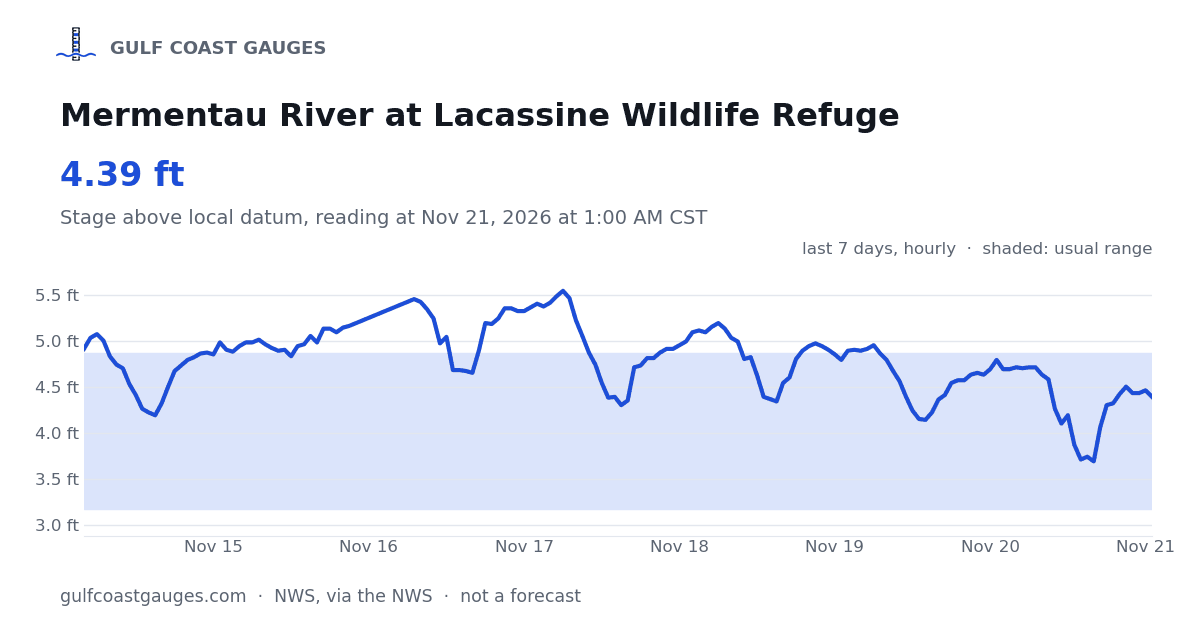 GULF COAST GAUGES
Mermentau River at Lacassine Wildlife Refuge
4.39 ft
Stage above local datum, reading at Nov 21, 2026 at 1:00 AM CST
last 7 days, hourly · shaded: usual range
5.5 ft
5.0 ft
4.5 ft
4.0 ft
3.5 ft
3.0 ft
Nov 15 Nov 16 Nov 17 Nov 18 Nov 19 Nov 20 Nov 21
gulfcoastgauges.com · NWS, via the NWS · not a forecast